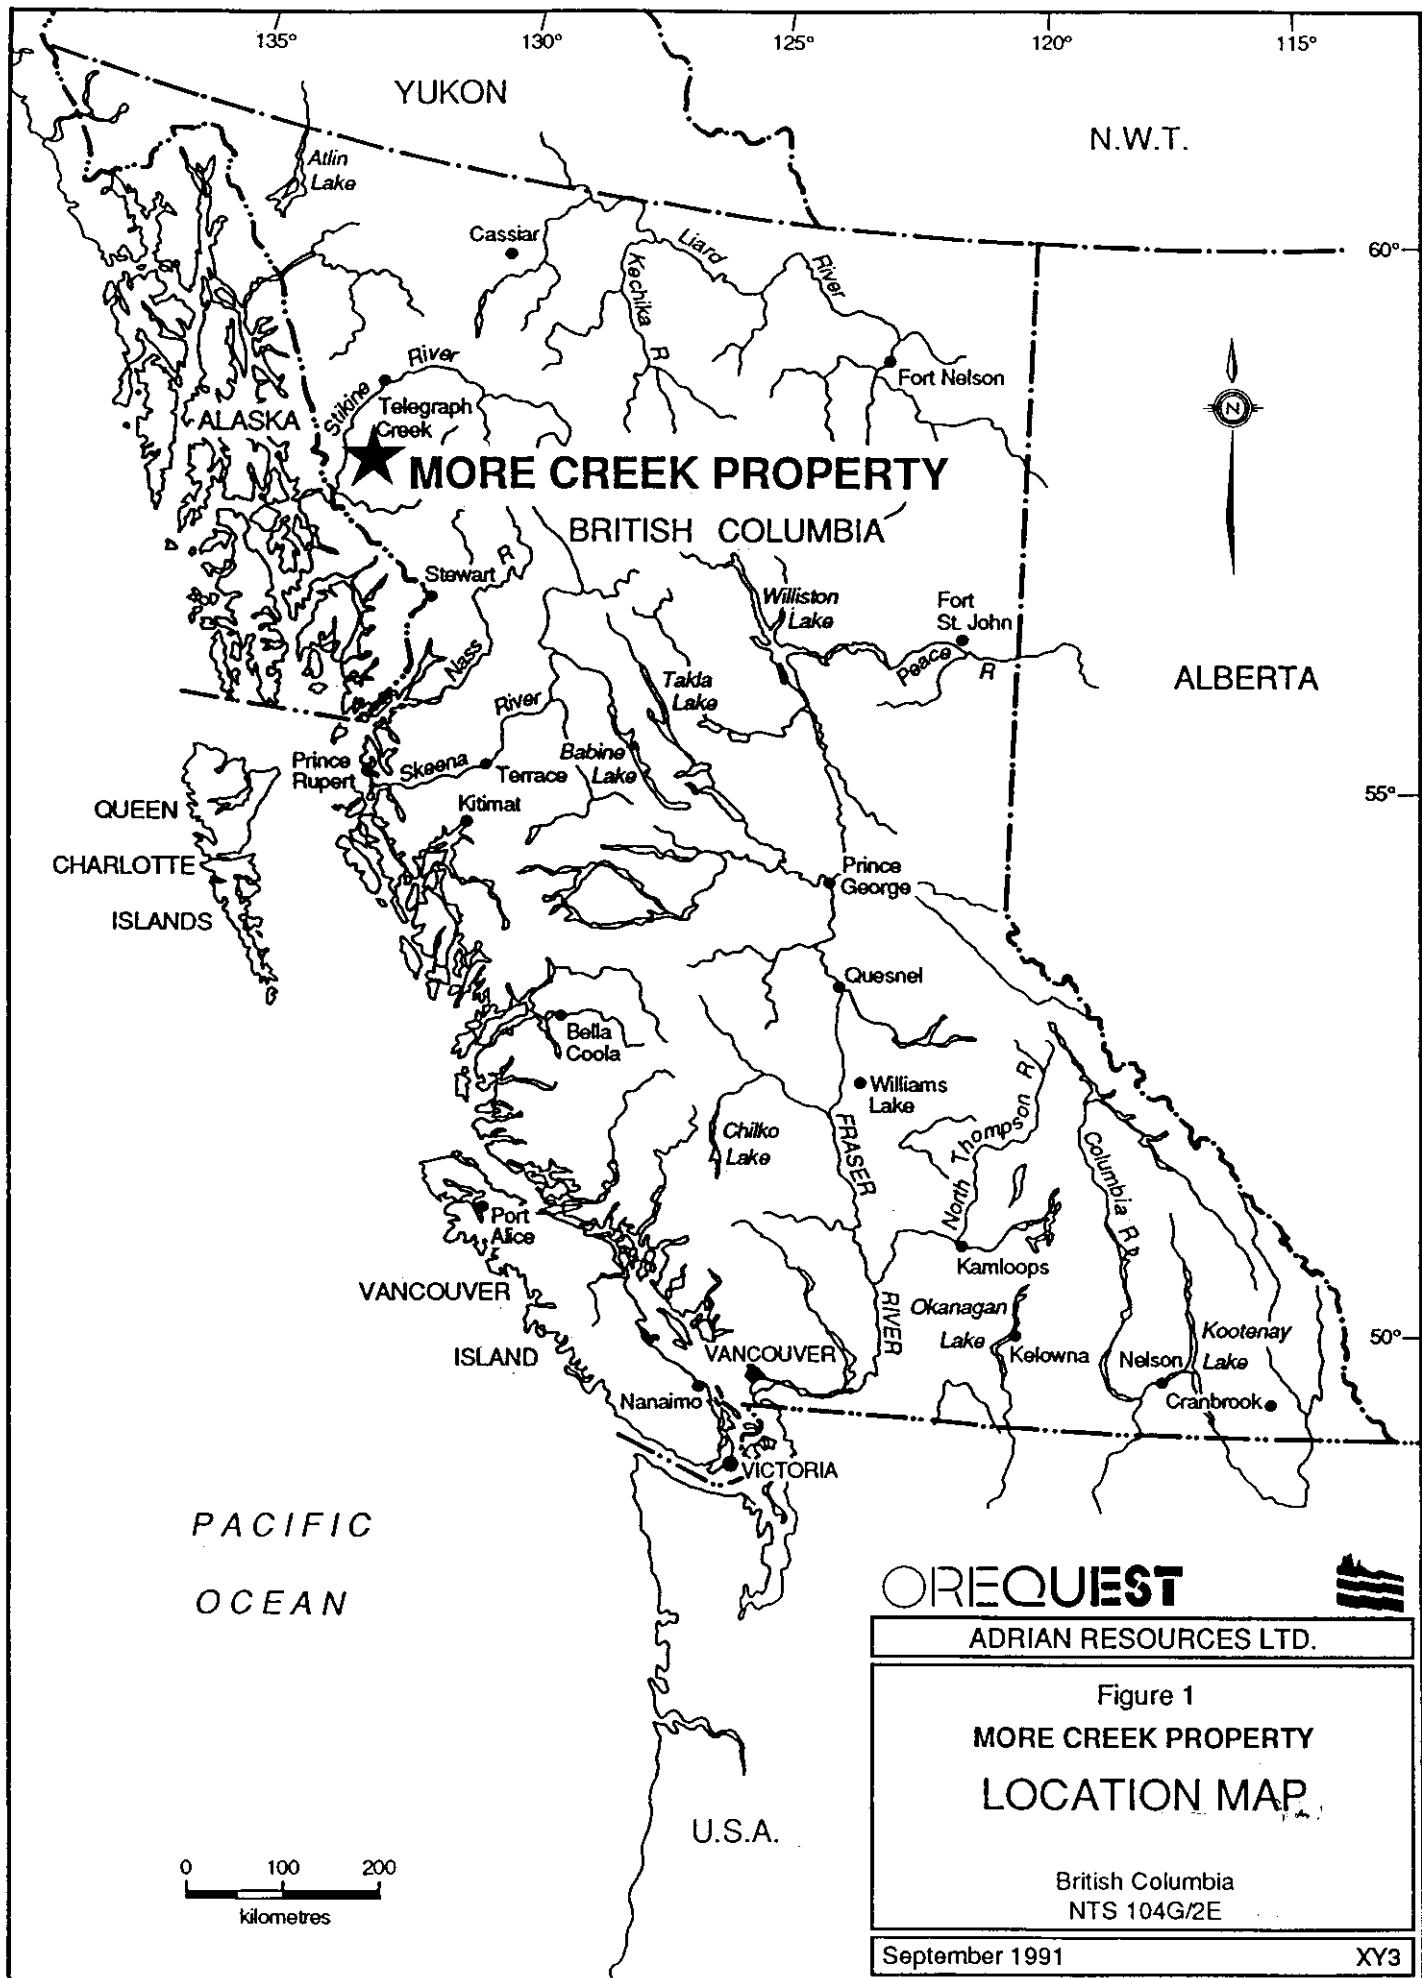 135°
130°
125°
120°
115°
YUKON
N.W.T.
Atlin
Lake
Cassiar
Liard
River
Kechika
R
60°
Fort Nelson
Stikine
River
Telegraph
Creek
ALASKA
N
MORE CREEK PROPERTY
BRITISH COLUMBIA
Stewart
Nass
R
Williston
Lake
Fort
St. John
Peace
R
ALBERTA
Takla
Lake
Skeena
River
Babine
Lake
Prince
Rupert
Terrace
Kitimat
55°
QUEEN
CHARLOTTE
ISLANDS
Prince
George
Quesnel
Bella
Coola
Williams
Lake
Chilko
Lake
FRASER
RIVER
North Thompson R
Columbia R
Port
Alice
Kamloops
VANCOUVER
ISLAND
Okanagan
Lake
Kelowna
Kootenay
Lake
Nelson
Cranbrook
50°
VANCOUVER
Nanaimo
VICTORIA
PACIFIC
OCEAN
U.S.A.
0 100 200
kilometres
OREQUEST
ADRIAN RESOURCES LTD.
Figure 1
MORE CREEK PROPERTY
LOCATION MAP
British Columbia
NTS 104G/2E
September 1991 XY3